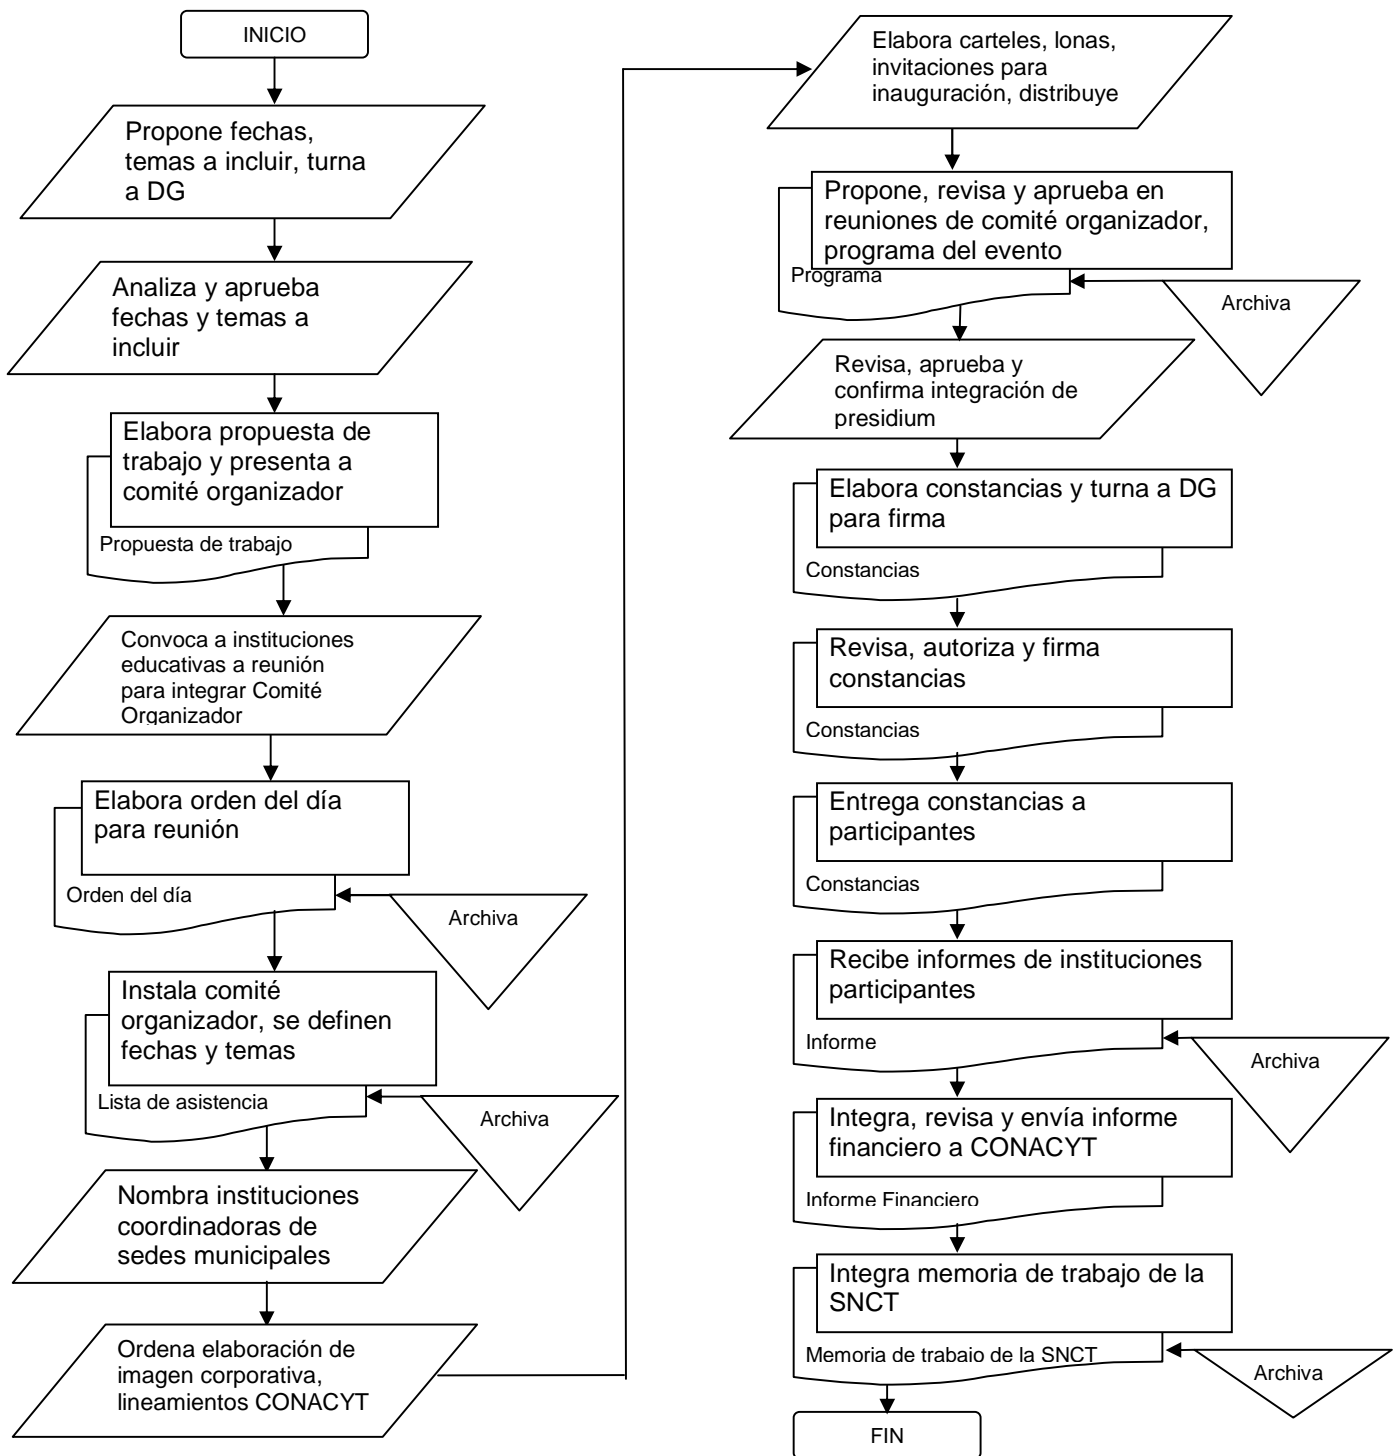 INICIO
Propone fechas,
temas a incluir, turna
a DG
Analiza y aprueba
fechas y temas a
incluir
Elabora propuesta de
trabajo y presenta a
comité organizador
Propuesta de trabajo
Convoca a instituciones
educativas a reunión
para integrar Comité
Organizador
Elabora orden del día
para reunión
Orden del día
Archiva
Instala comité
organizador, se definen
fechas y temas
Lista de asistencia
Archiva
Nombra instituciones
coordinadoras de
sedes municipales
Ordena elaboración de
imagen corporativa,
lineamientos CONACYT
Elabora carteles, lonas,
invitaciones para
inauguración, distribuye
Propone, revisa y aprueba en
reuniones de comité organizador,
programa del evento
Programa
Archiva
Revisa, aprueba y
confirma integración de
presidium
Elabora constancias y turna a DG
para firma
Constancias
Revisa, autoriza y firma
constancias
Constancias
Entrega constancias a
participantes
Constancias
Recibe informes de instituciones
participantes
Informe
Archiva
Integra, revisa y envía informe
financiero a CONACYT
Informe Financiero
Integra memoria de trabajo de la
SNCT
Memoria de trabajo de la SNCT
Archiva
FIN